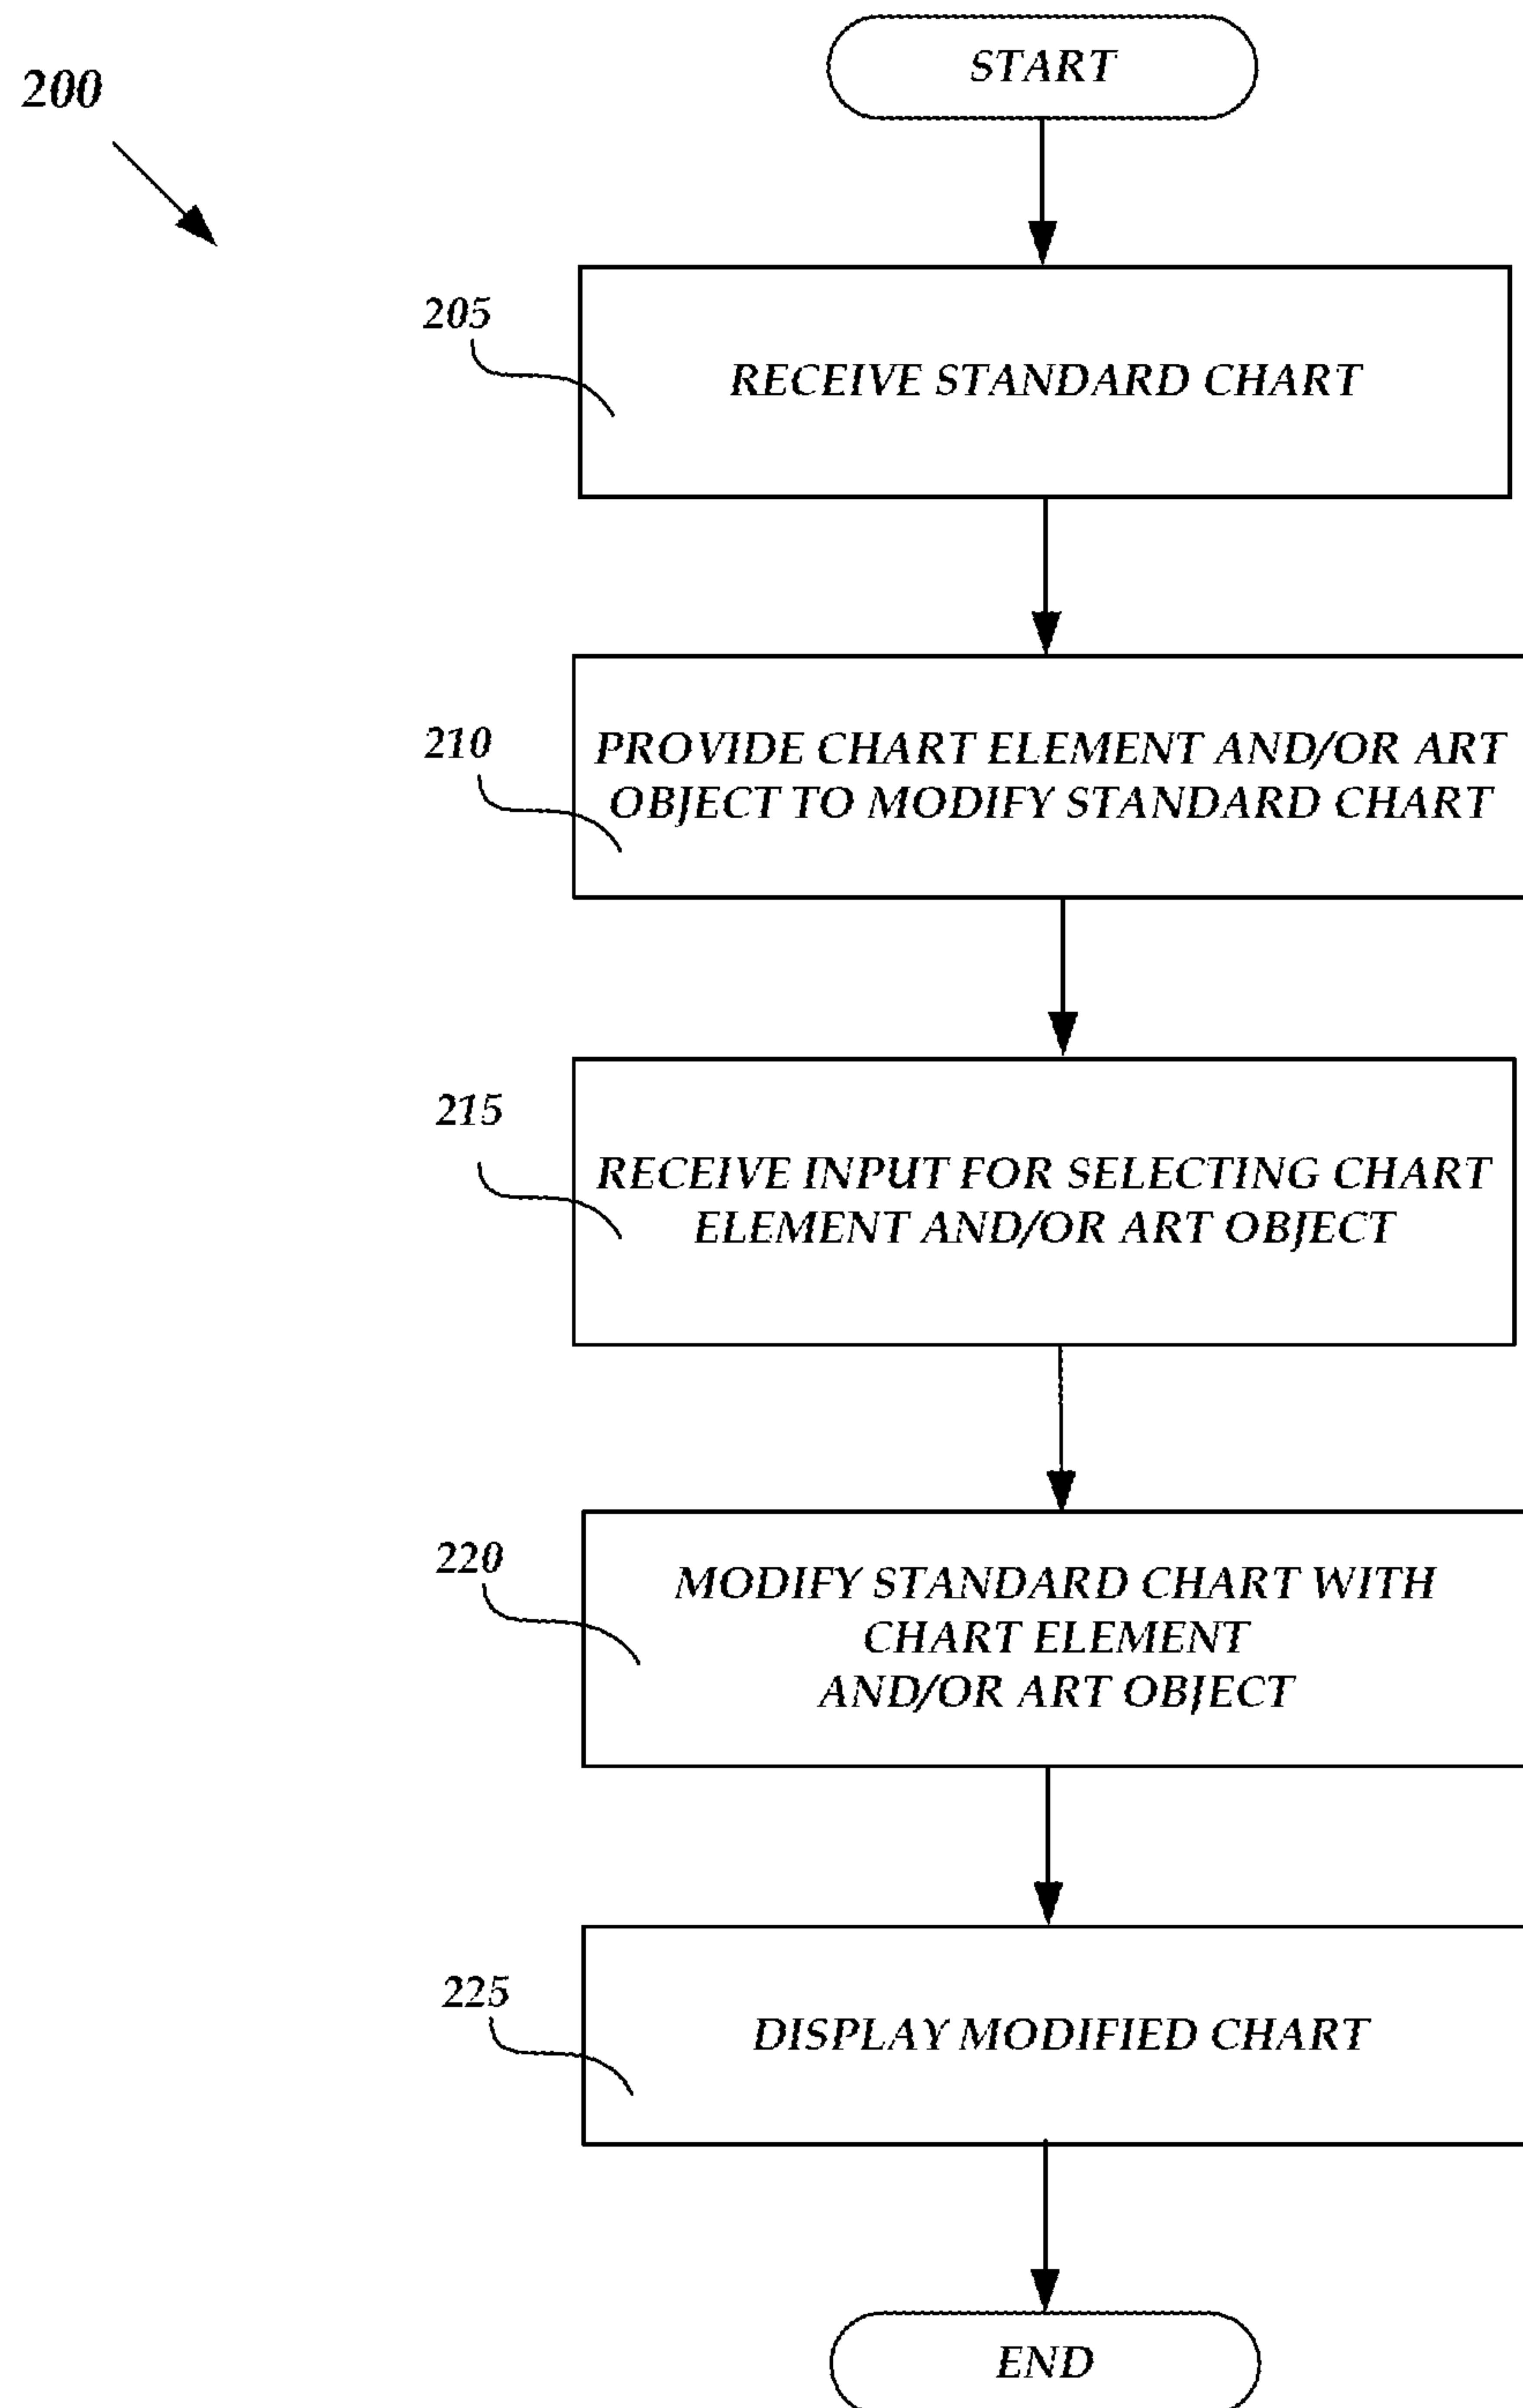 200
START
205
RECEIVE STANDARD CHART
210
PROVIDE CHART ELEMENT AND/OR ART
OBJECT TO MODIFY STANDARD CHART
215
RECEIVE INPUT FOR SELECTING CHART
ELEMENT AND/OR ART OBJECT
220
MODIFY STANDARD CHART WITH
CHART ELEMENT
AND/OR ART OBJECT
225
DISPLAY MODIFIED CHART
END